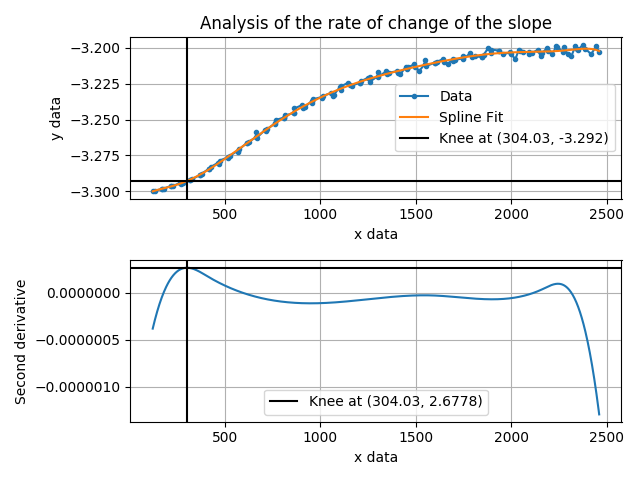 Analysis of the rate of change of the slope
−3.200
−3.225
−3.250
−3.275
−3.300
y data
Data
Spline Fit
Knee at (304.03, -3.292)
500 1000 1500 2000 2500
x data
0.0000000
−0.0000005
−0.0000010
Second derivative
Knee at (304.03, 2.6778)
500 1000 1500 2000 2500
x data